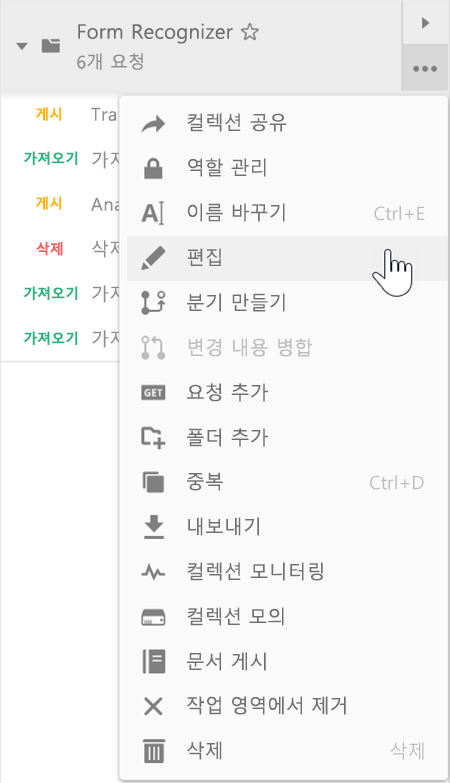 Form Recognizer
6개 요청
게시 Tra
가져오기 가져
게시 Ana
삭제 삭제
가져오기 가져
가져오기 가져
컬렉션 공유
역할 관리
이름 바꾸기 Ctrl+E
편집
분기 만들기
변경 내용 병합
GET 요청 추가
폴더 추가
중복 Ctrl+D
내보내기
컬렉션 모니터링
컬렉션 모의
문서 게시
작업 영역에서 제거
삭제 삭제